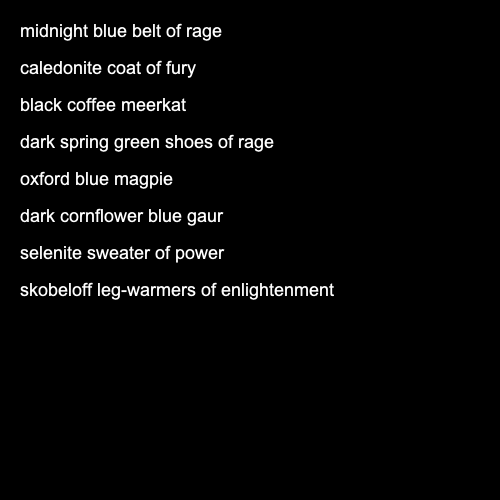 midnight blue belt of rage
caledonite coat of fury
black coffee meerkat
dark spring green shoes of rage
oxford blue magpie
dark cornflower blue gaur
selenite sweater of power
skobeloff leg-warmers of enlightenment